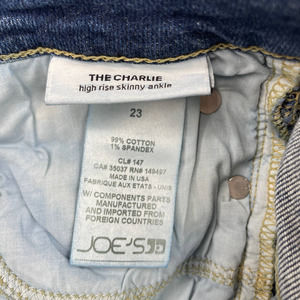 THE CHARLIE
high rise skinny ankle
23
99% COTTON
1% SPANDEX
CL# 147
CA# 35037 RN# 149497
MADE IN USA
FABRIQUE AUX ETATS - UNIS
W/ COMPONENTS PARTS
MANUFACTURED
AND IMPORTED FROM
FOREIGN COUNTRIES
JOE'S